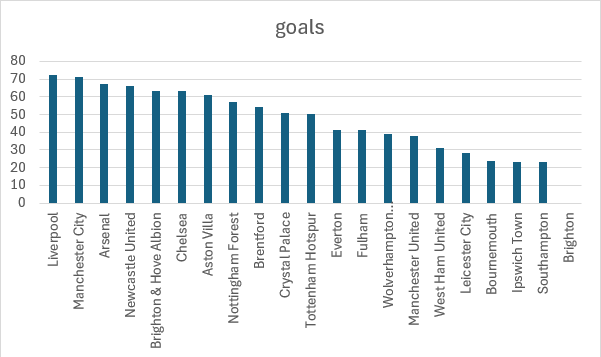 goals
80
70
60
50
40
30
20
10
0
Liverpool
Manchester City
Arsenal
Newcastle United
Brighton & Hove Albion
Chelsea
Aston Villa
Nottingham Forest
Brentford
Crystal Palace
Tottenham Hotspur
Everton
Fulham
Wolverhampton...
Manchester United
West Ham United
Leicester City
Bournemouth
Ipswich Town
Southampton
Brighton